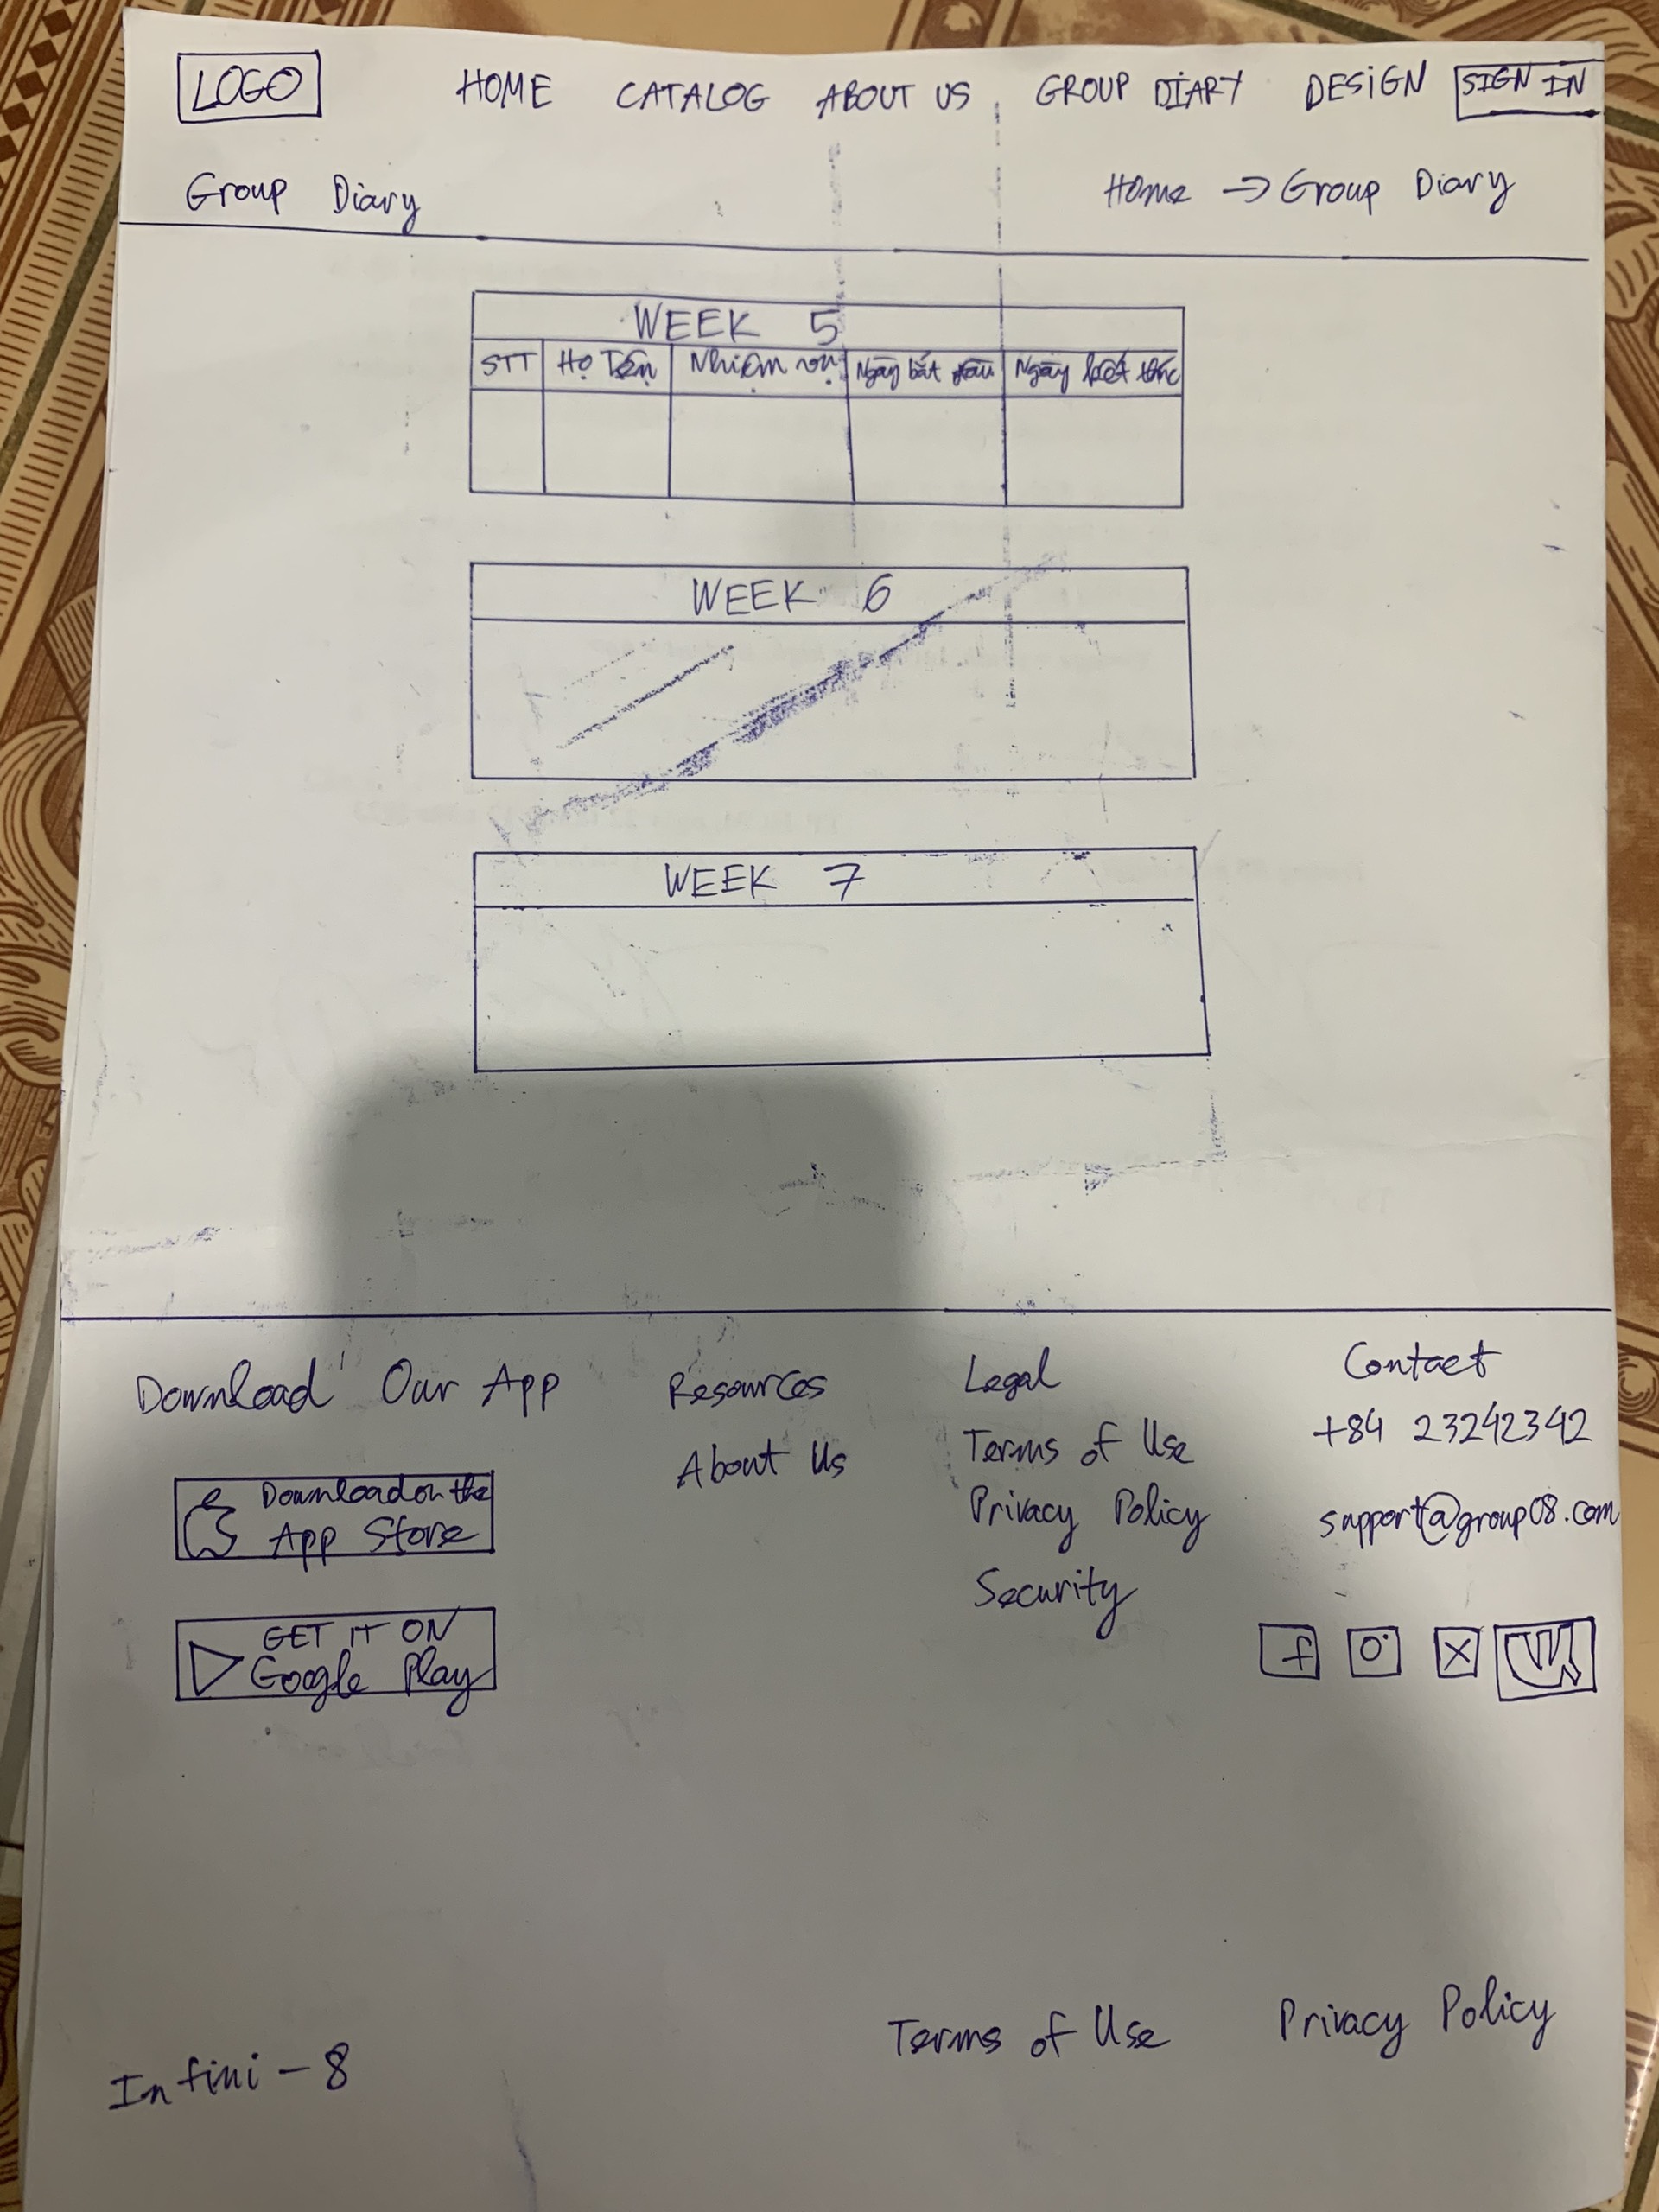 LOGO HOME CATALOG ABOUT US GROUP DIARY DESIGN SIGN IN
Group Diary Home → Group Diary
WEEK 5
STT Họ Tên Nhiệm vụ Ngày bắt đầu Ngày kết thúc
WEEK 6
WEEK 7
Download Our App
Download on the
App Store
GET IT ON
Google Play
Resources
About Us
Legal
Terms of Use
Privacy Policy
Security
Contact
+84 23242342
support@group08.com
Infini - 8
Terms of Use Privacy Policy